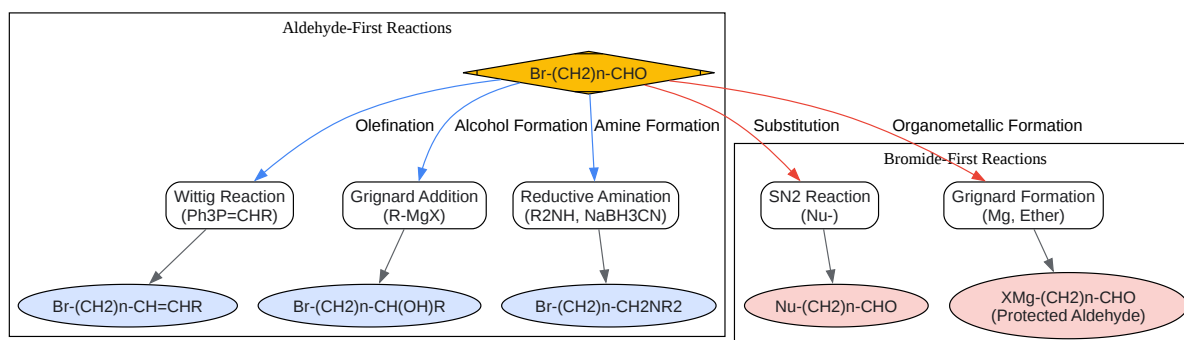 Aldehyde-First Reactions
Br-(CH2)n-CHO
Olefination
Alcohol Formation
Amine Formation
Substitution
Organometallic Formation
Bromide-First Reactions
Wittig Reaction
(Ph3P=CHR)
Grignard Addition
(R-MgX)
Reductive Amination
(R2NH, NaBH3CN)
SN2 Reaction
(Nu-)
Grignard Formation
(Mg, Ether)
Br-(CH2)n-CH=CHR
Br-(CH2)n-CH(OH)R
Br-(CH2)n-CH2NR2
Nu-(CH2)n-CHO
XMg-(CH2)n-CHO
(Protected Aldehyde)